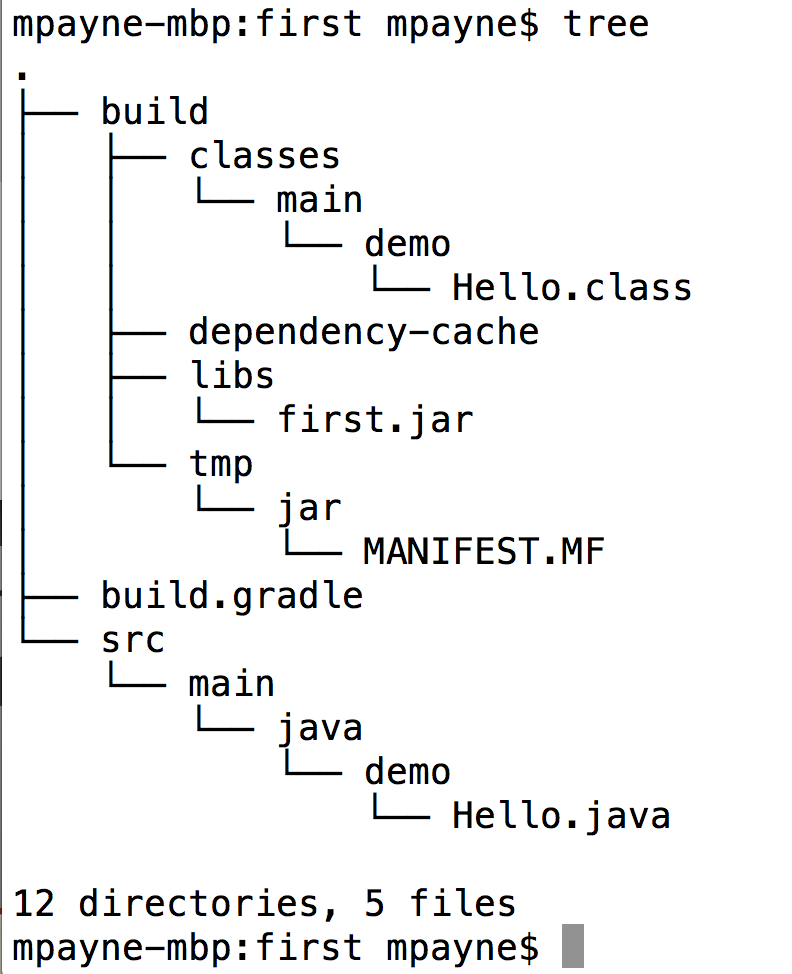 mpayne-mbp:first mpayne$ tree
.
├── build
│   ├── classes
│   │   └── main
│   │       └── demo
│   │           └── Hello.class
│   ├── dependency-cache
│   ├── libs
│   │   └── first.jar
│   └── tmp
│       └── jar
│           └── MANIFEST.MF
├── build.gradle
└── src
    └── main
        └── java
            └── demo
                └── Hello.java

12 directories, 5 files
mpayne-mbp:first mpayne$